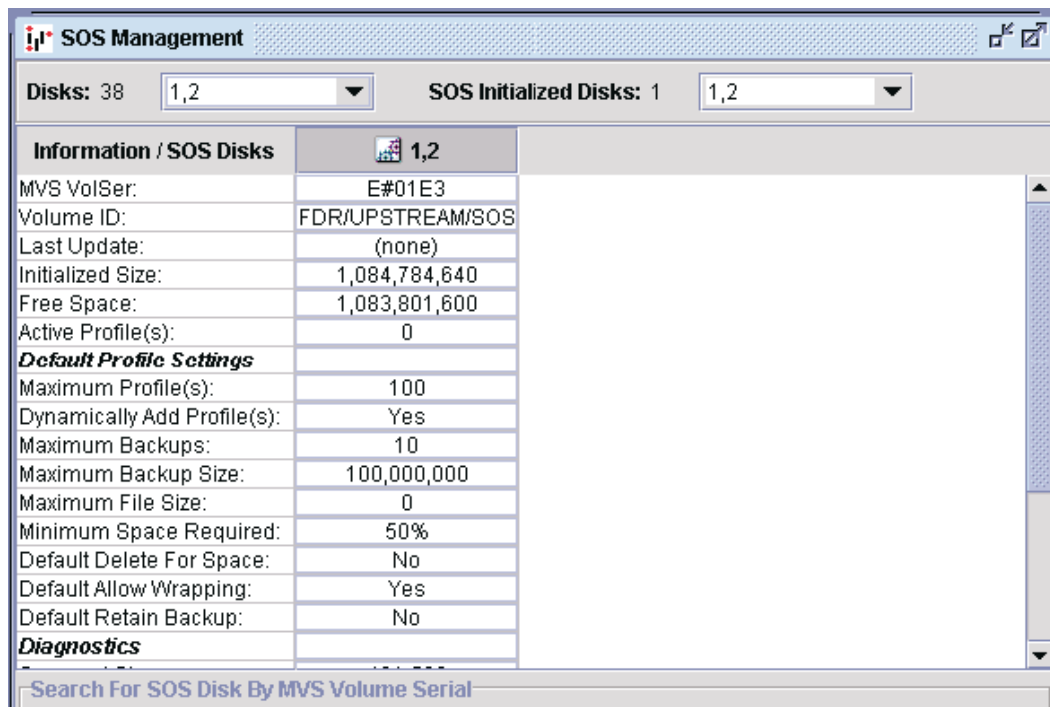 SOS Management
Disks: 38 1,2 SOS Initialized Disks: 1 1,2
Information / SOS Disks 1,2
MVS VolSer: E#01E3
Volume ID: FDR/UPSTREAM/SOS
Last Update: (none)
Initialized Size: 1,084,784,640
Free Space: 1,083,801,600
Active Profile(s): 0
Default Profile Settings
Maximum Profile(s): 100
Dynamically Add Profile(s): Yes
Maximum Backups: 10
Maximum Backup Size: 100,000,000
Maximum File Size: 0
Minimum Space Required: 50%
Default Delete For Space: No
Default Allow Wrapping: Yes
Default Retain Backup: No
Diagnostics
Search For SOS Disk By MVS Volume Serial